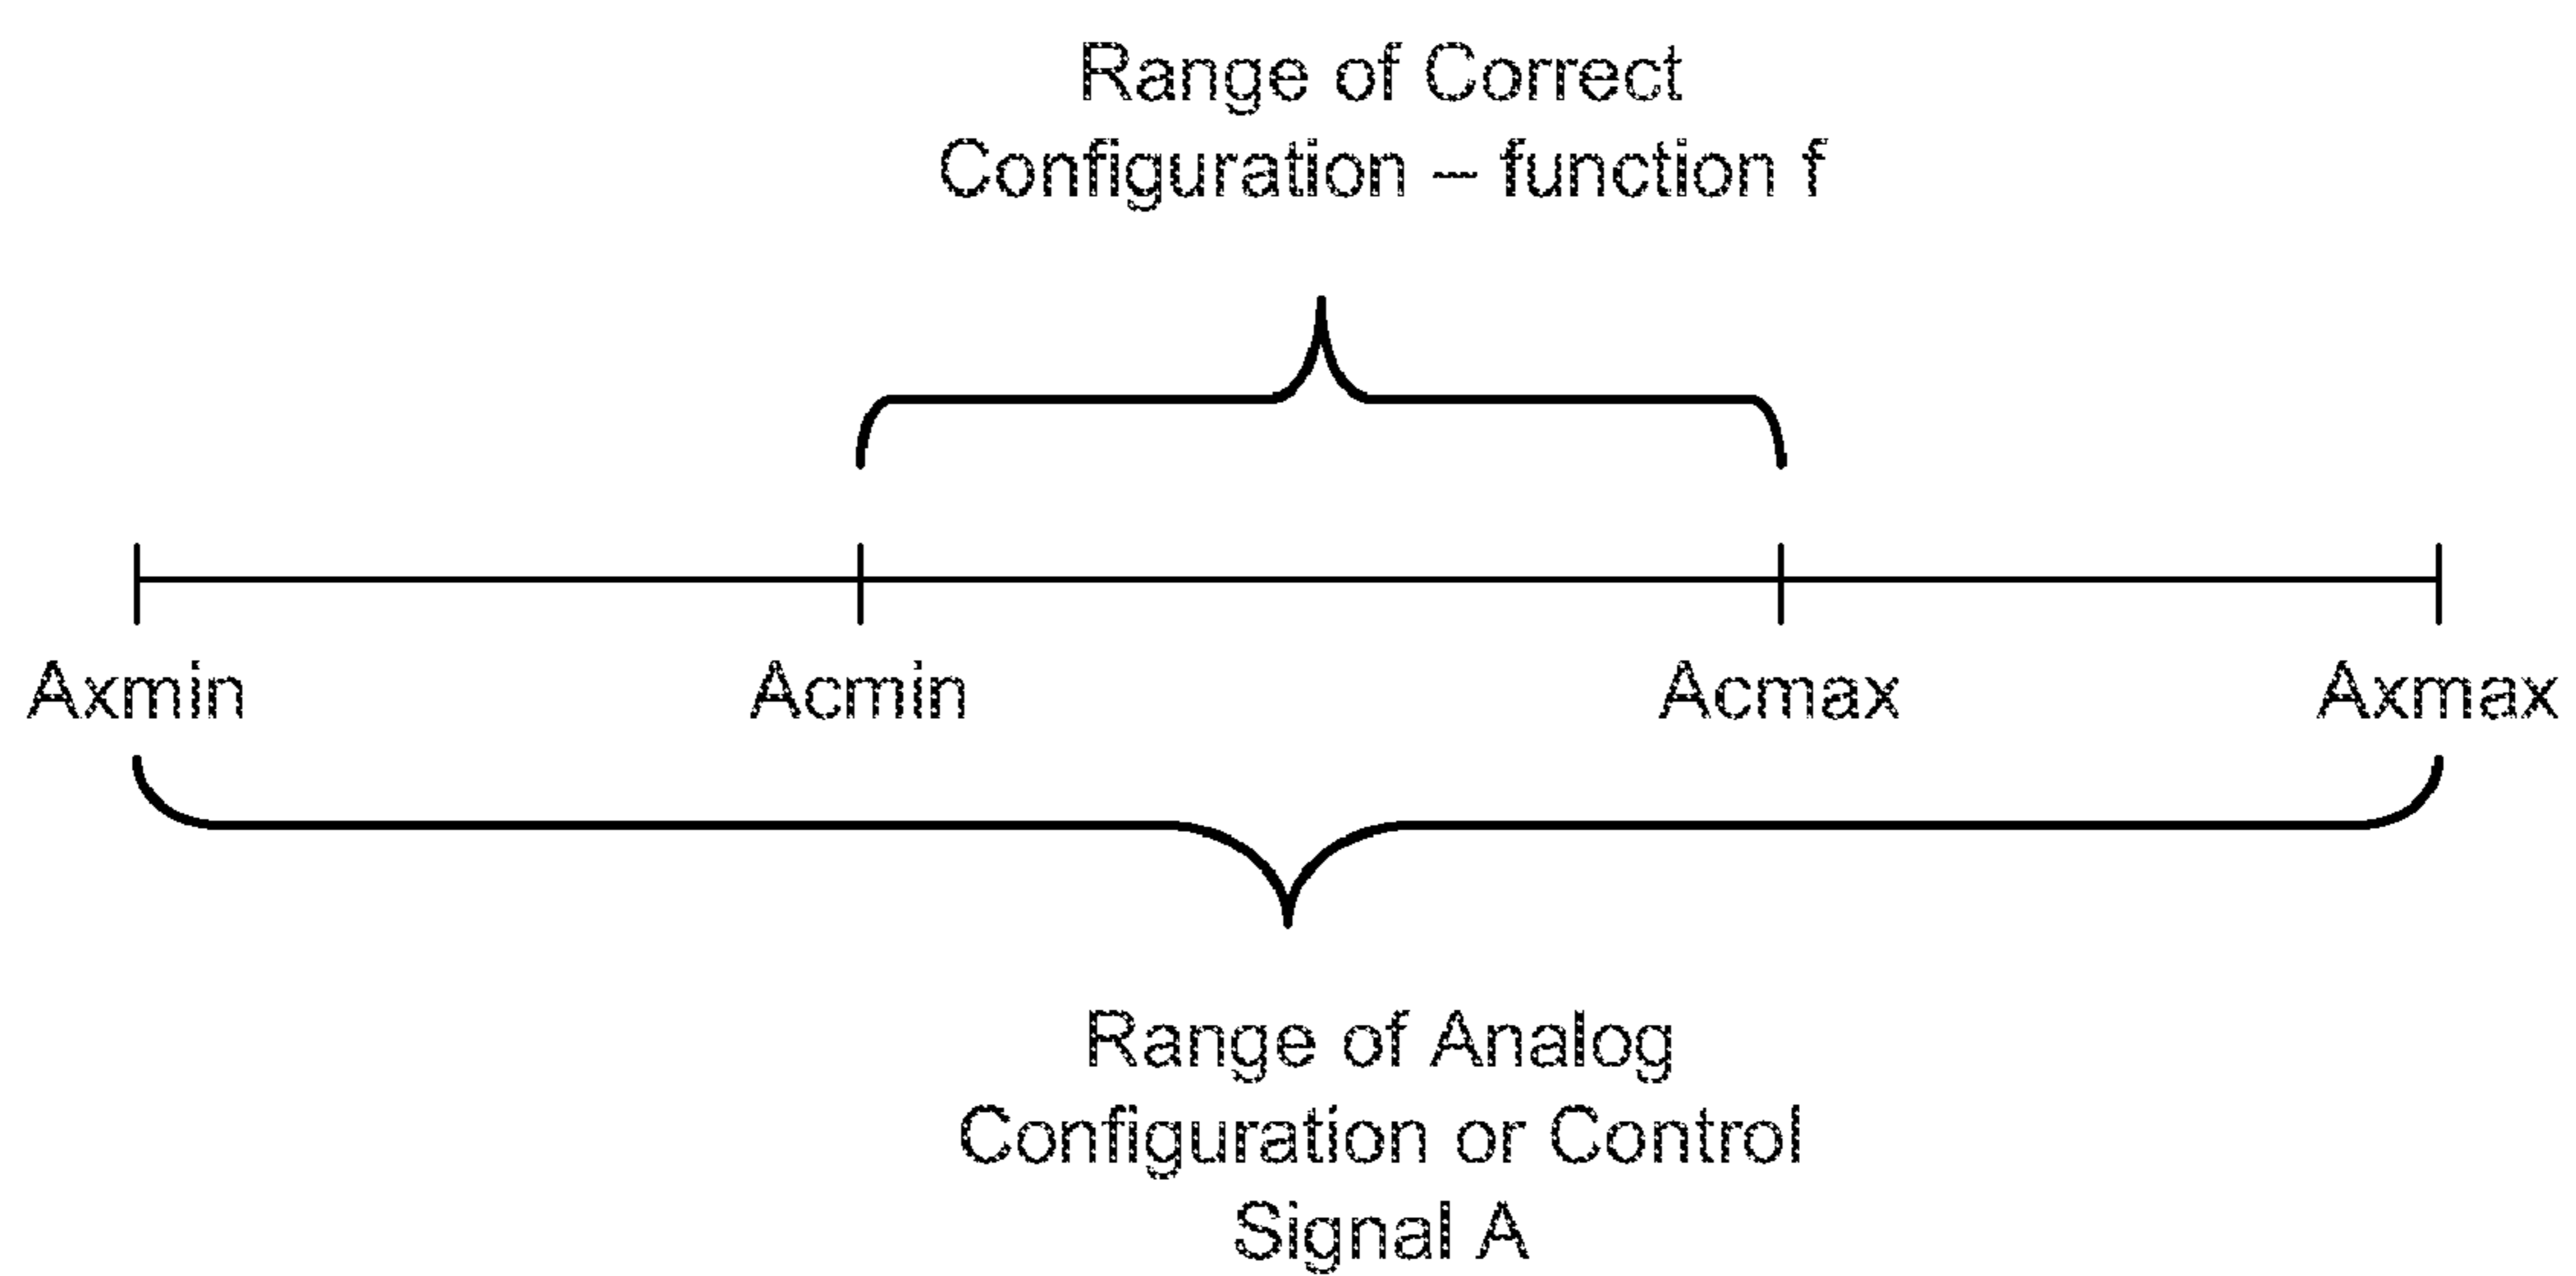 Range of Correct
Configuration – function f
Axmin Acmin Acmax Axmax
Range of Analog
Configuration or Control
Signal A